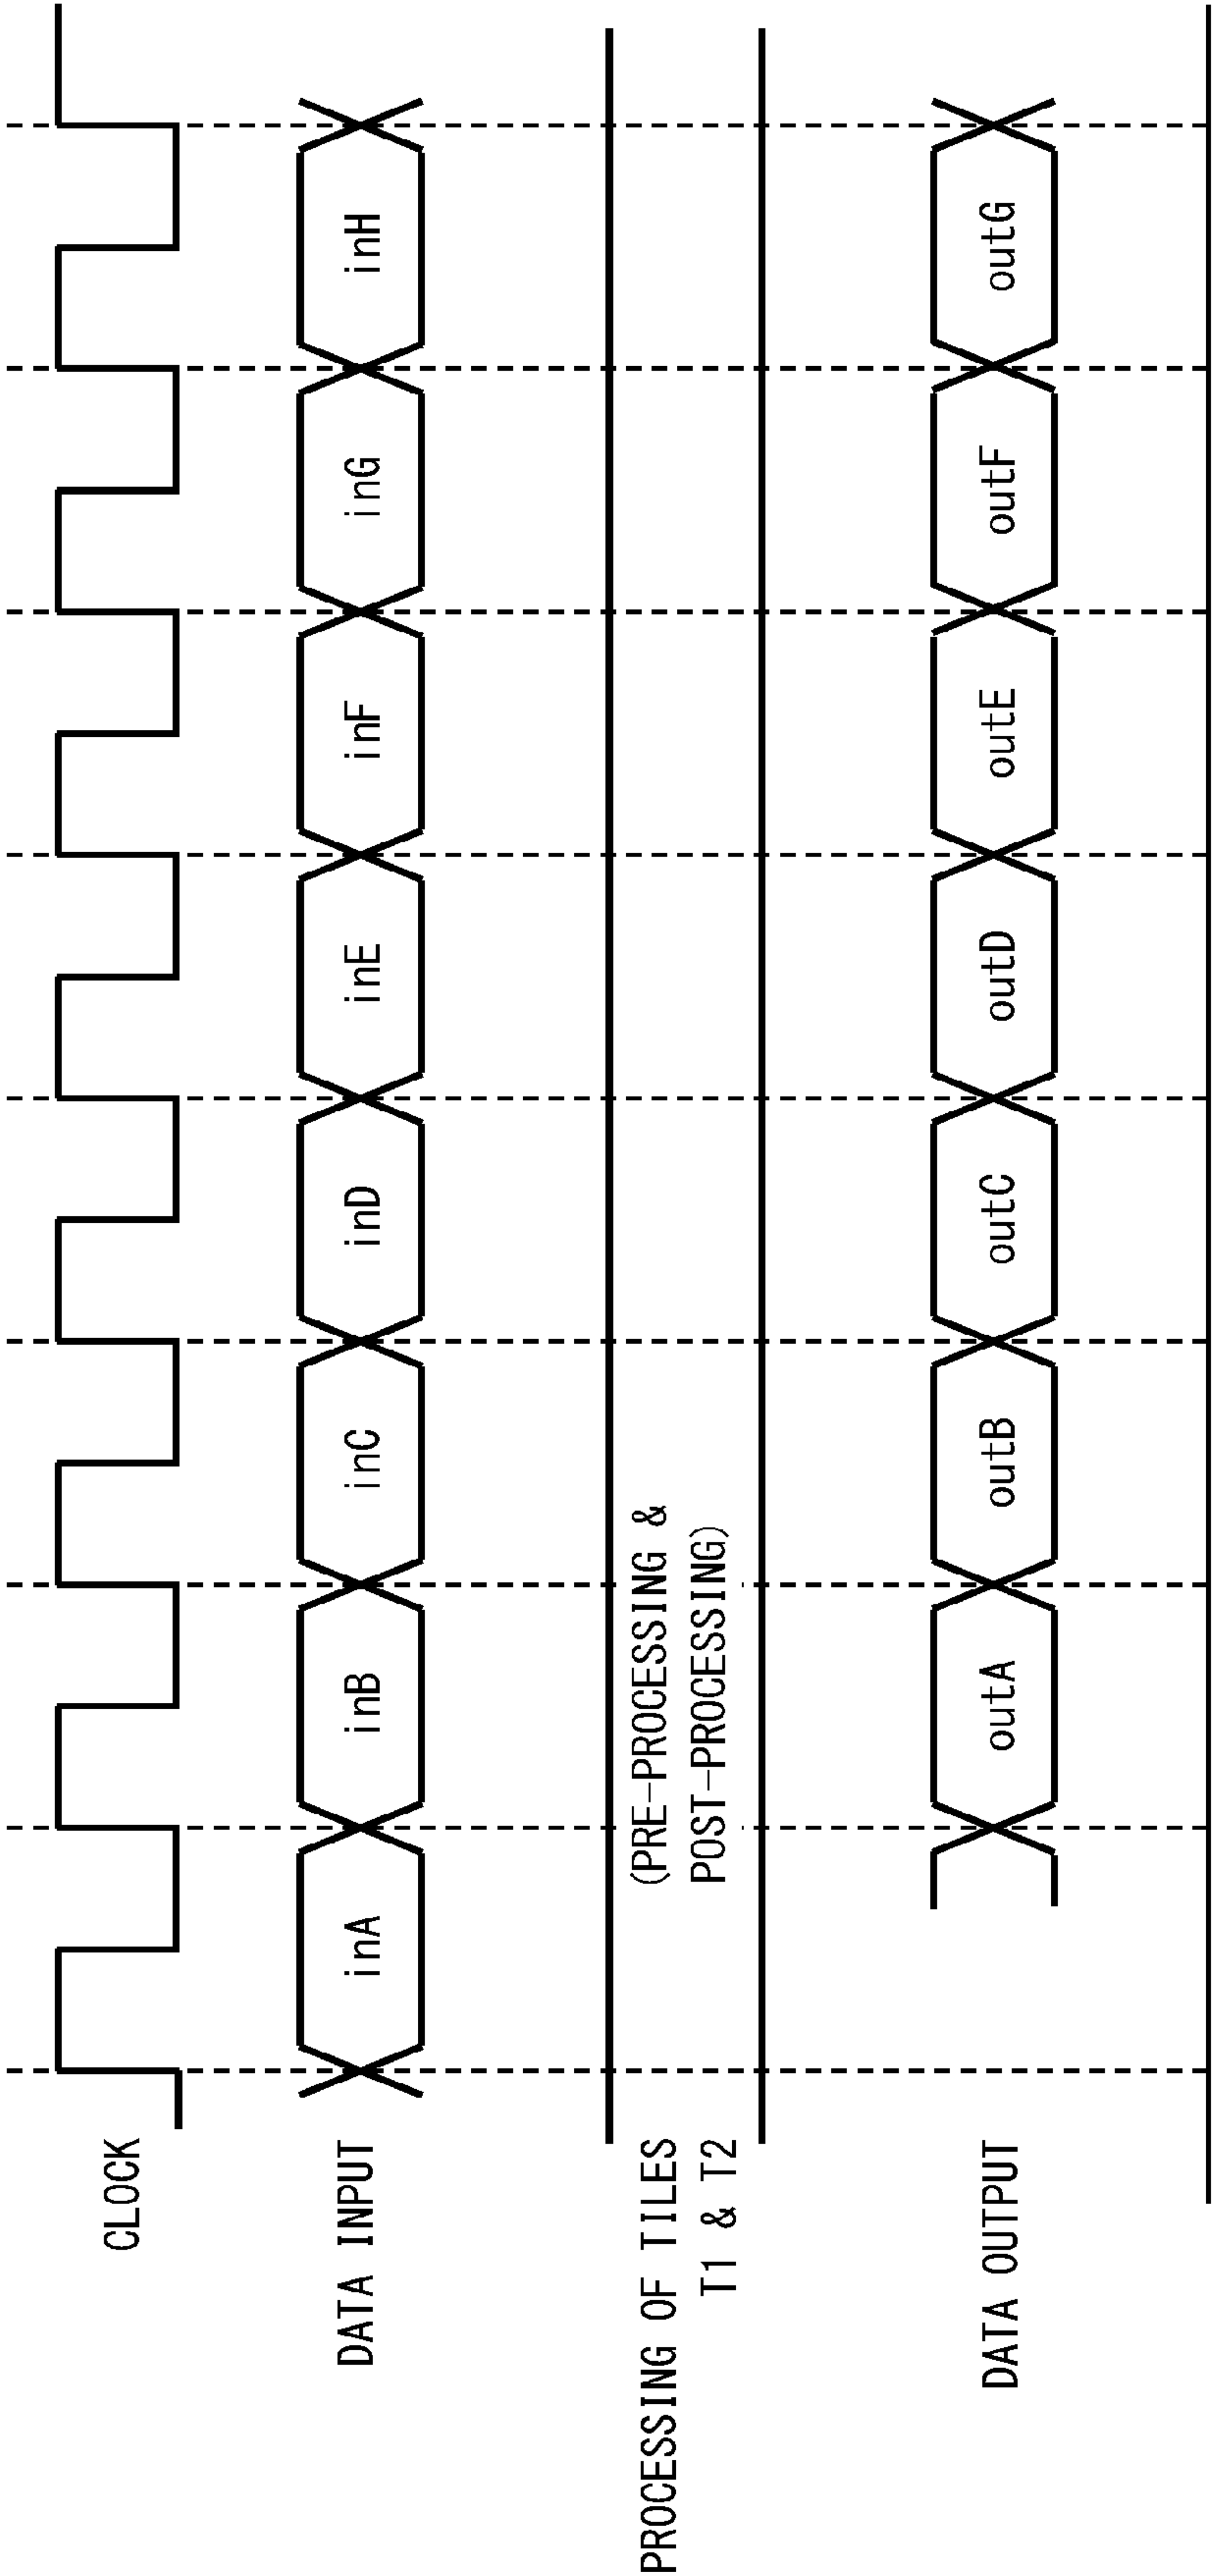 CLOCK
DATA INPUT
inA
inB
inC
inD
inE
inF
inG
inH
PROCESSING OF TILES
T1 & T2
(PRE-PROCESSING &
POST-PROCESSING)
DATA OUTPUT
outA
outB
outC
outD
outE
outF
outG